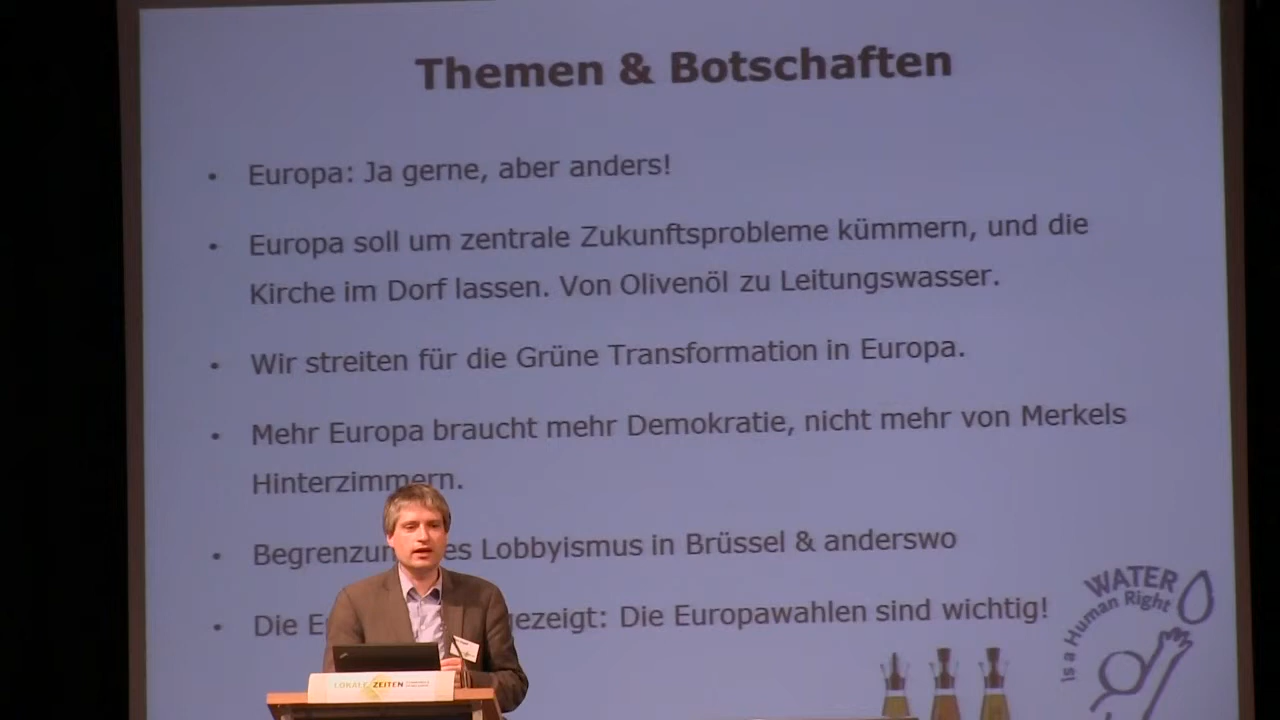 Themen & Botschaften
• Europa: Ja gerne, aber anders!
• Europa soll um zentrale Zukunftsprobleme kümmern, und die
Kirche im Dorf lassen. Von Olivenöl zu Leitungswasser.
• Wir streiten für die Grüne Transformation in Europa.
• Mehr Europa braucht mehr Demokratie, nicht mehr von Merkels
Hinterzimmern.
• Begrenzun es Lobbyismus in Brüssel & anderswo
• Die E gezeigt: Die Europawahlen sind wichtig!
WATER
Is a Human Right
LOKALE ZEITEN